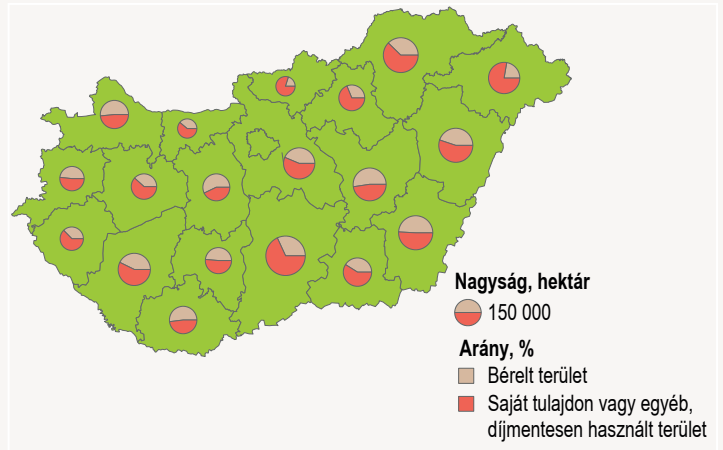 Nagyság, hektár
150 000
Arány, %
Bérelt terület
Saját tulajdon vagy egyéb,
díjmentesen használt terület